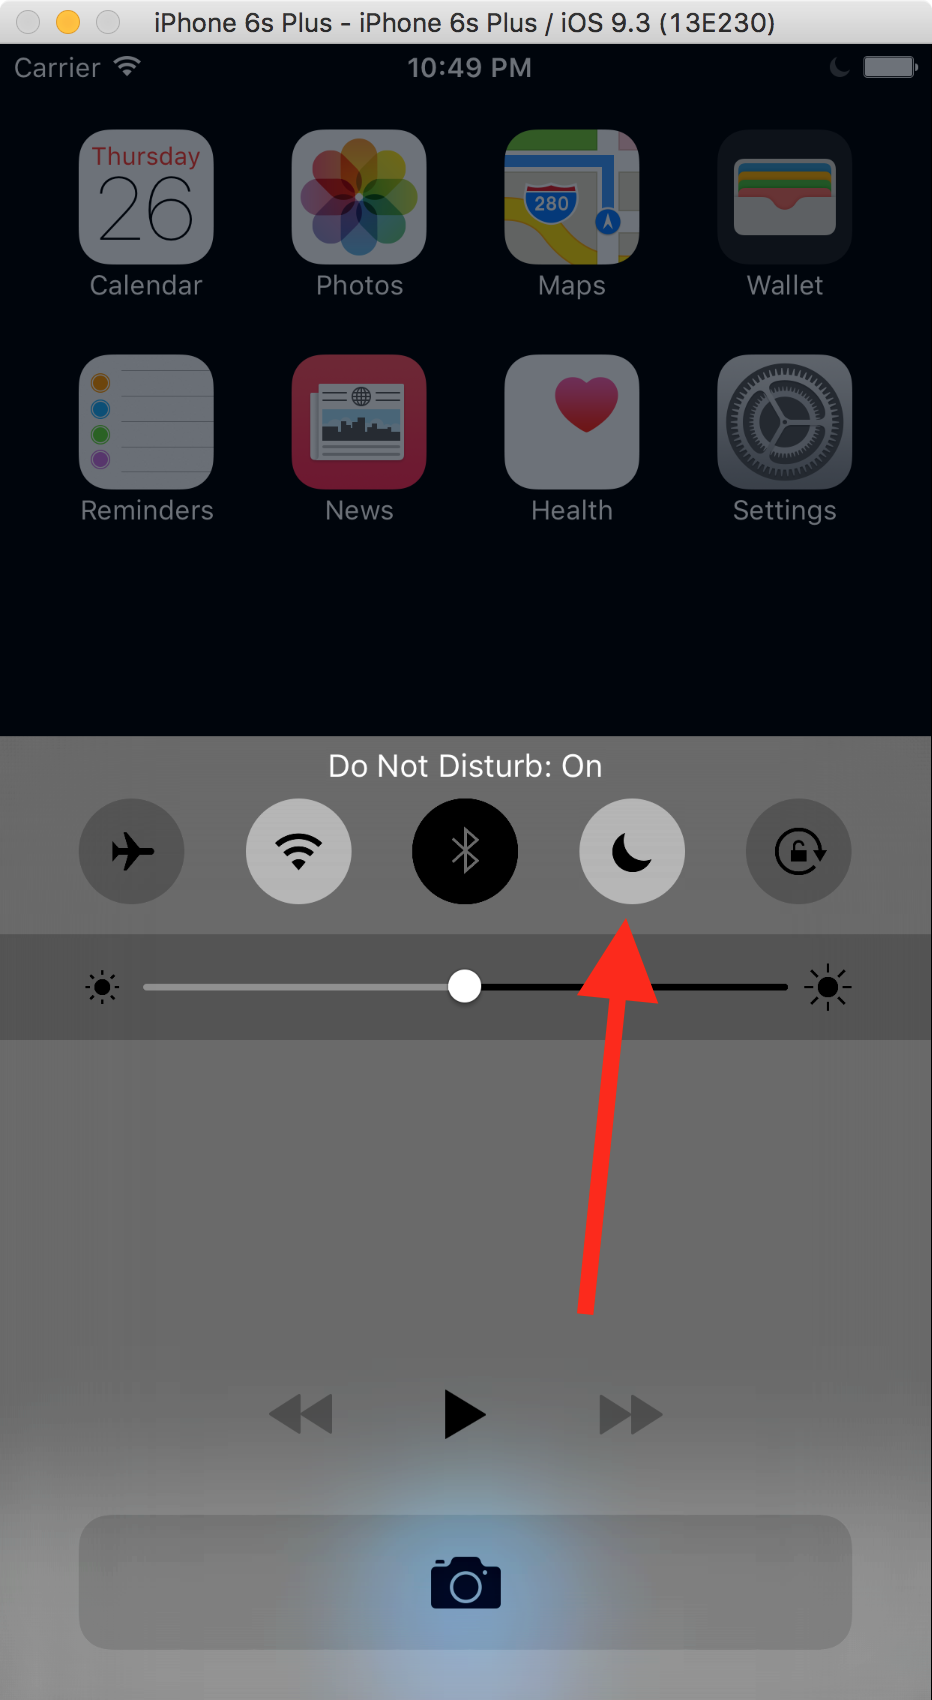 iPhone 6s Plus - iPhone 6s Plus / iOS 9.3 (13E230)
Carrier 10:49 PM
Thursday
26
280
Calendar Photos Maps Wallet
Reminders News Health Settings
Do Not Disturb: On